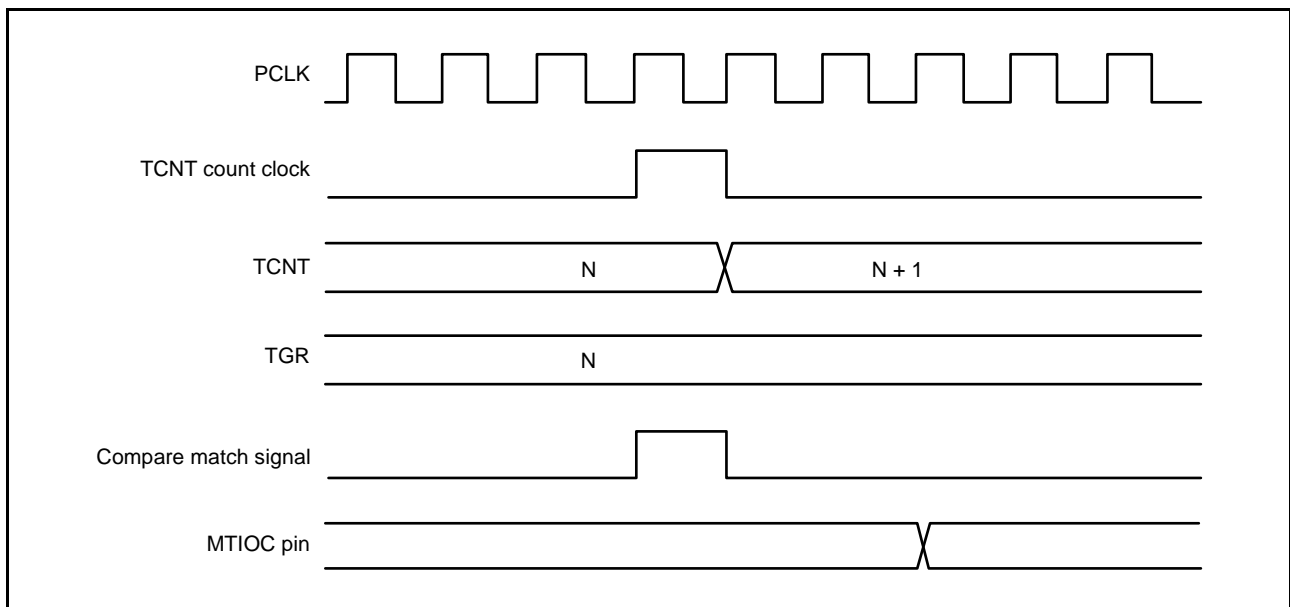 PCLK
TCNT count clock
TCNT
N
N + 1
TGR
N
Compare match signal
MTIOC pin